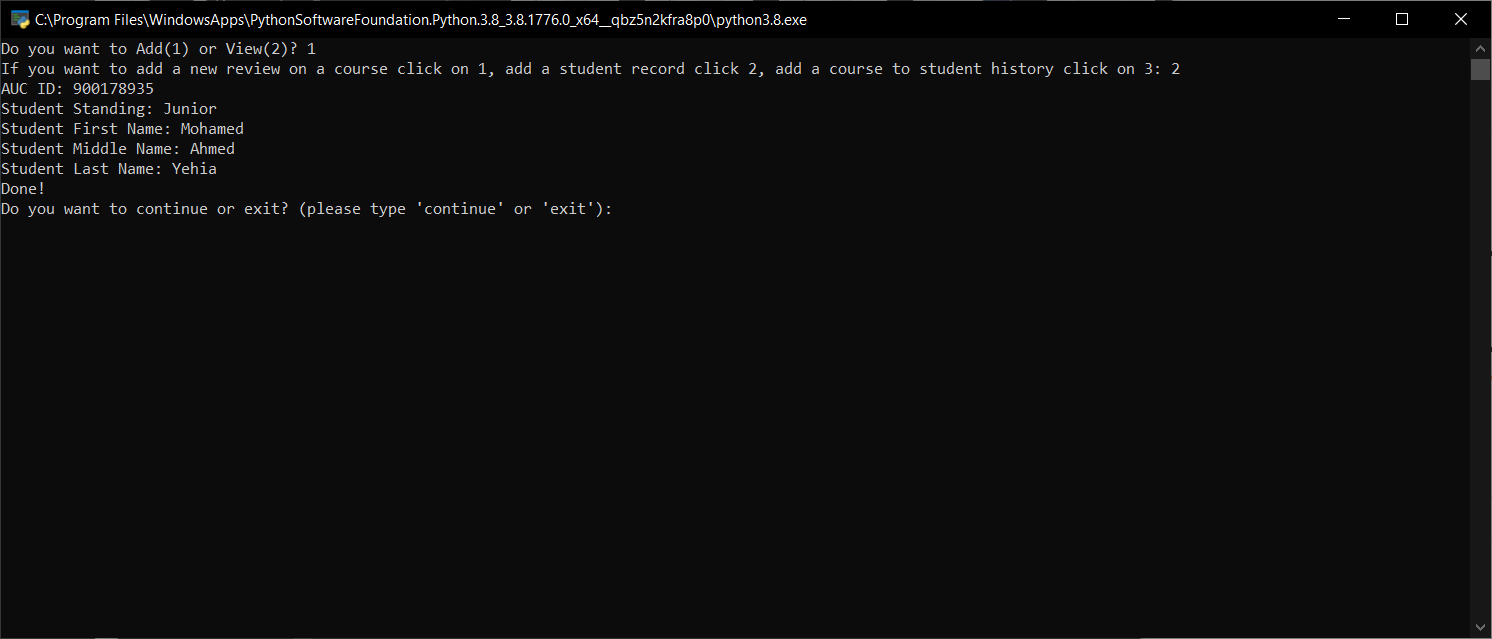 C:\Program Files\WindowsApps\PythonSoftwareFoundation.Python.3.8_3.8.1776.0_x64__qbz5n2kfra8p0\python3.8.exe
Do you want to Add(1) or View(2)? 1
If you want to add a new review on a course click on 1, add a student record click 2, add a course to student history click on 3: 2
AUC ID: 900178935
Student Standing: Junior
Student First Name: Mohamed
Student Middle Name: Ahmed
Student Last Name: Yehia
Done!
Do you want to continue or exit? (please type 'continue' or 'exit'):